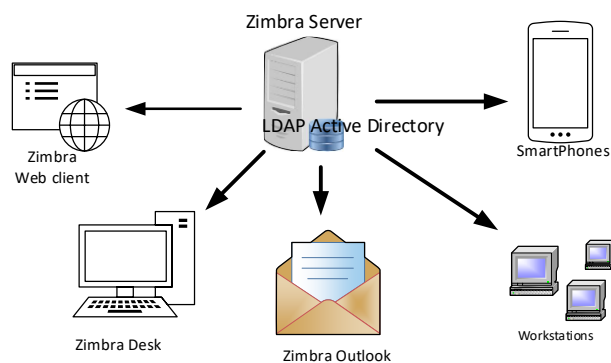 Zimbra Server
LDAP Active Directory
SmartPhones
Zimbra
Web client
Zimbra Desk
Zimbra Outlook
Workstations